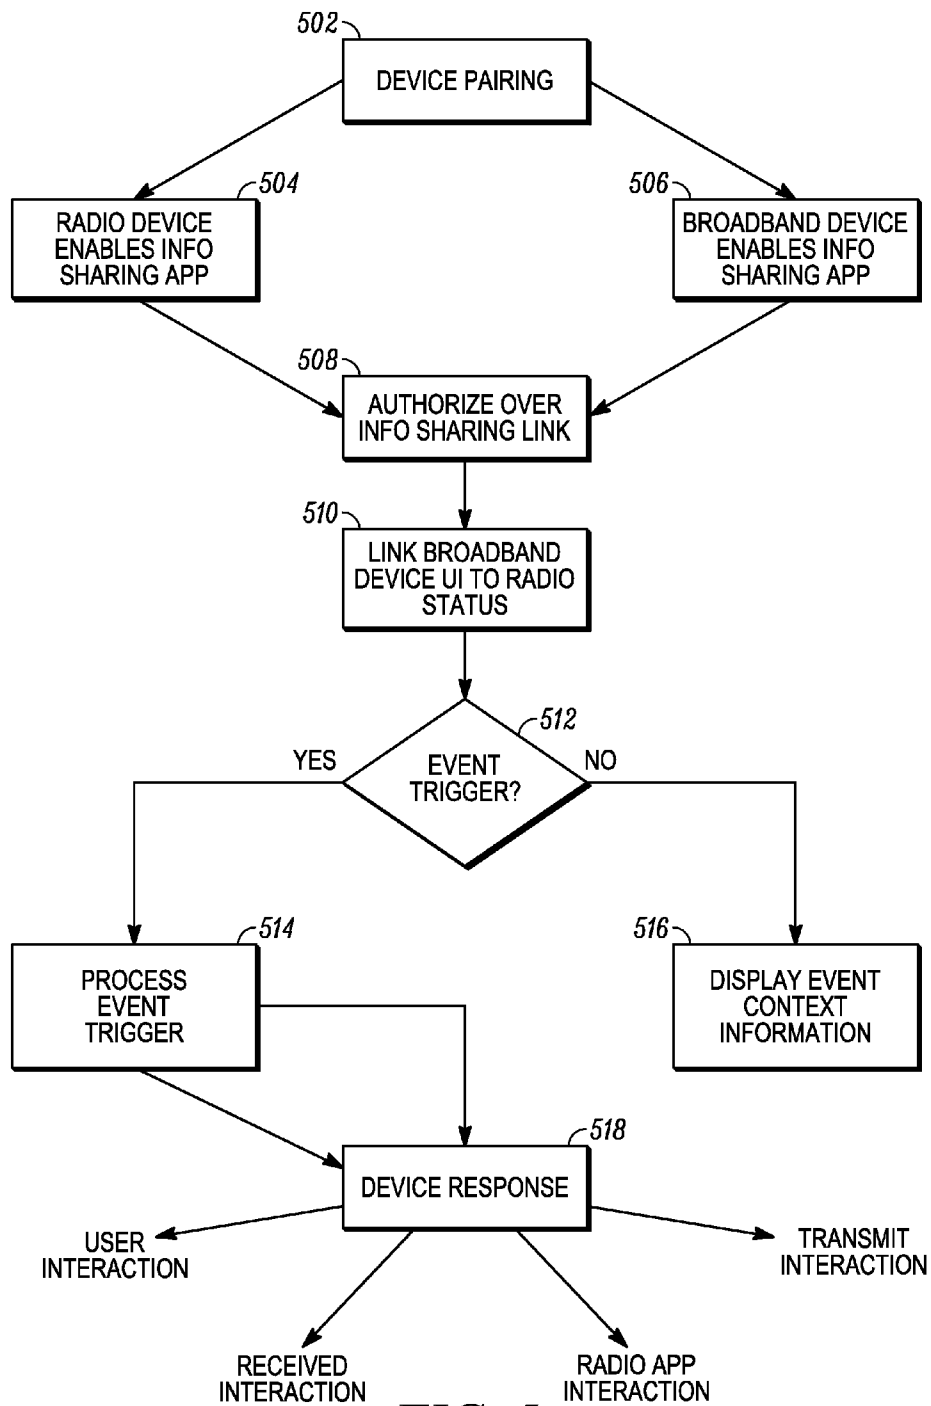 502
DEVICE PAIRING
504
RADIO DEVICE
ENABLES INFO
SHARING APP
506
BROADBAND DEVICE
ENABLES INFO
SHARING APP
508
AUTHORIZE OVER
INFO SHARING LINK
510
LINK BROADBAND
DEVICE UI TO RADIO
STATUS
512
EVENT
TRIGGER?
YES
NO
514
PROCESS
EVENT
TRIGGER
516
DISPLAY EVENT
CONTEXT
INFORMATION
518
DEVICE RESPONSE
USER
INTERACTION
TRANSMIT
INTERACTION
RECEIVED
INTERACTION
RADIO APP
INTERACTION